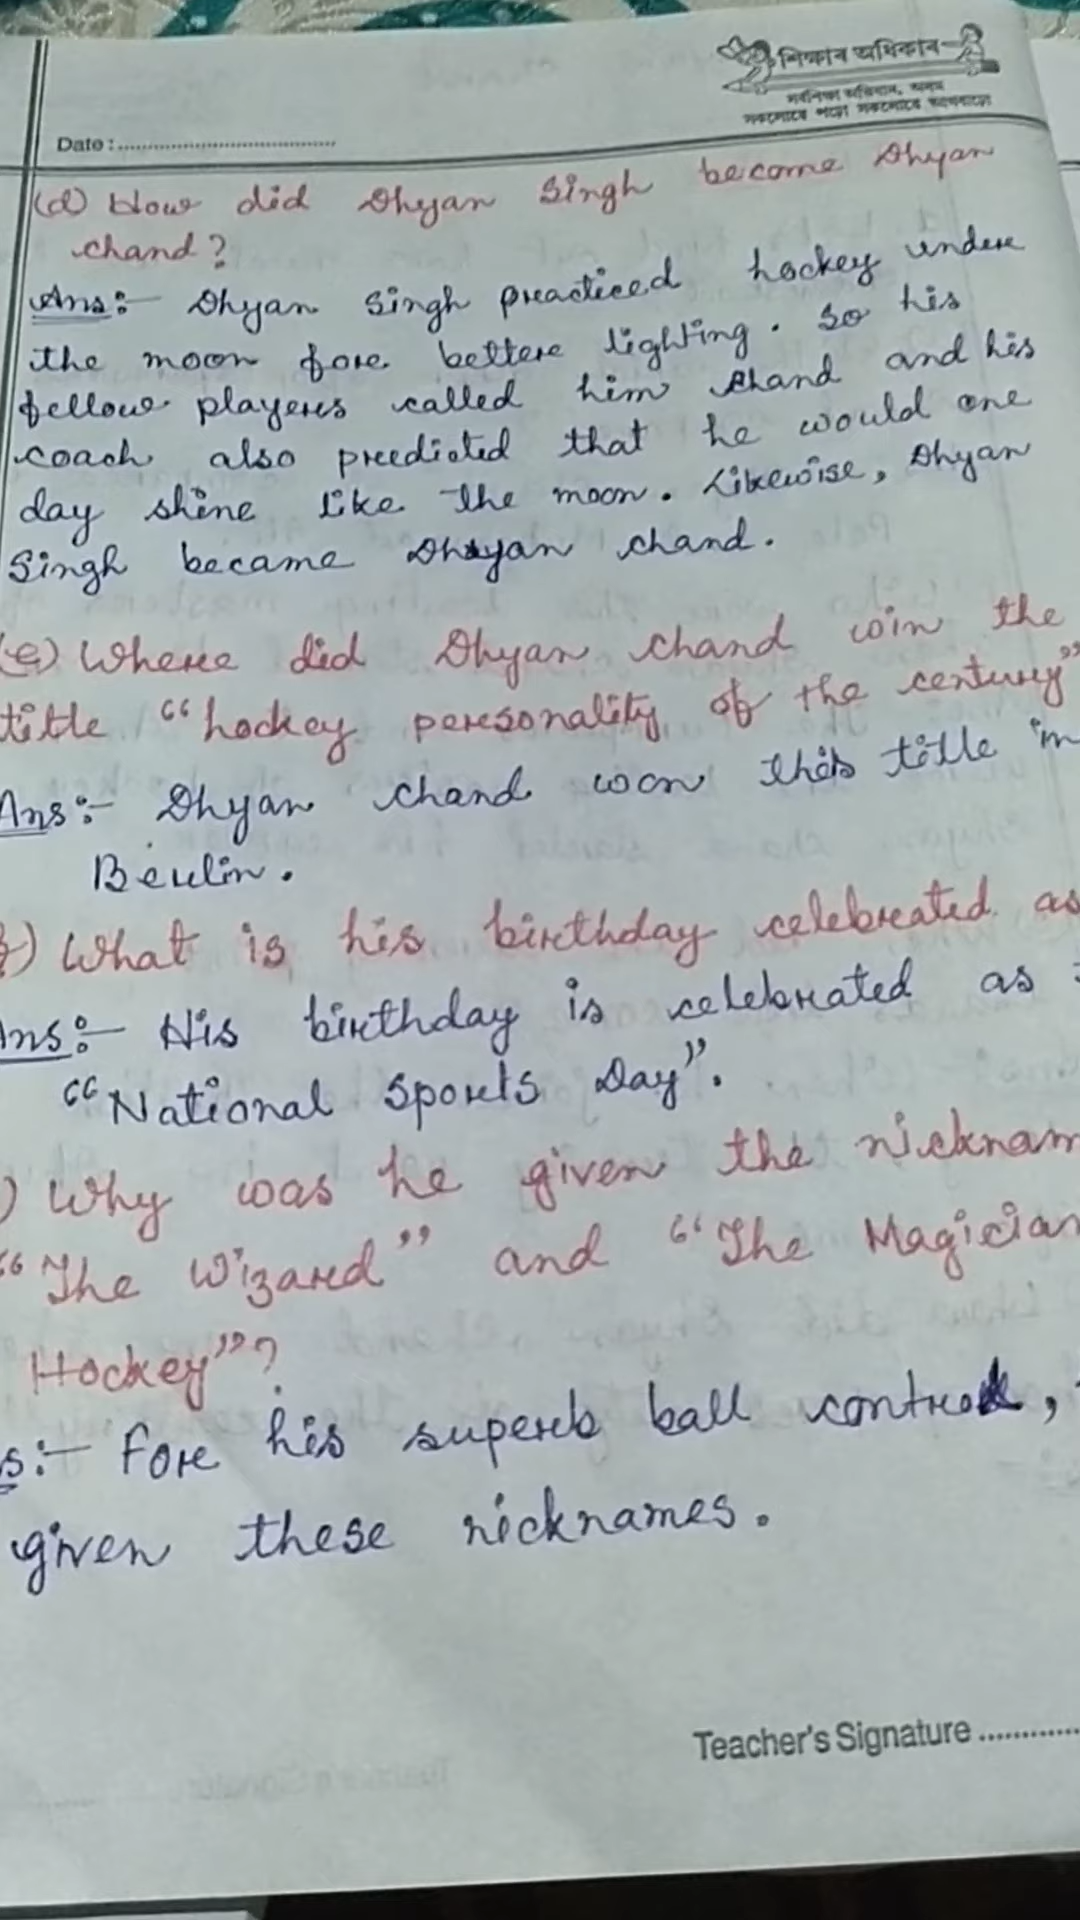 শিক্ষাৰ অধিকাৰ
সৰ্বশিক্ষা অভিযান, অসম
Date :
(d) How did Dhyan Singh become Dhyan
chand?
Ans:- Dhyan Singh practiced hockey under
the moon for better lighting. So his
fellow players called him chand and his
coach also predicted that he would one
day shine like the moon. Likewise, Dhyan
Singh became Dhyan chand.
(e) Where did Dhyan chand win the
title "hockey personality of the century"
Ans:- Dhyan chand won this title in
Berlin.
) What is his birthday celebrated as
Ans:- His birthday is celebrated as
"National Sports Day".
) Why was he given the nicknam
"The Wizard" and "The Magician
Hockey"?
s:- For his superb ball control,
given these nicknames.
Teacher's Signature